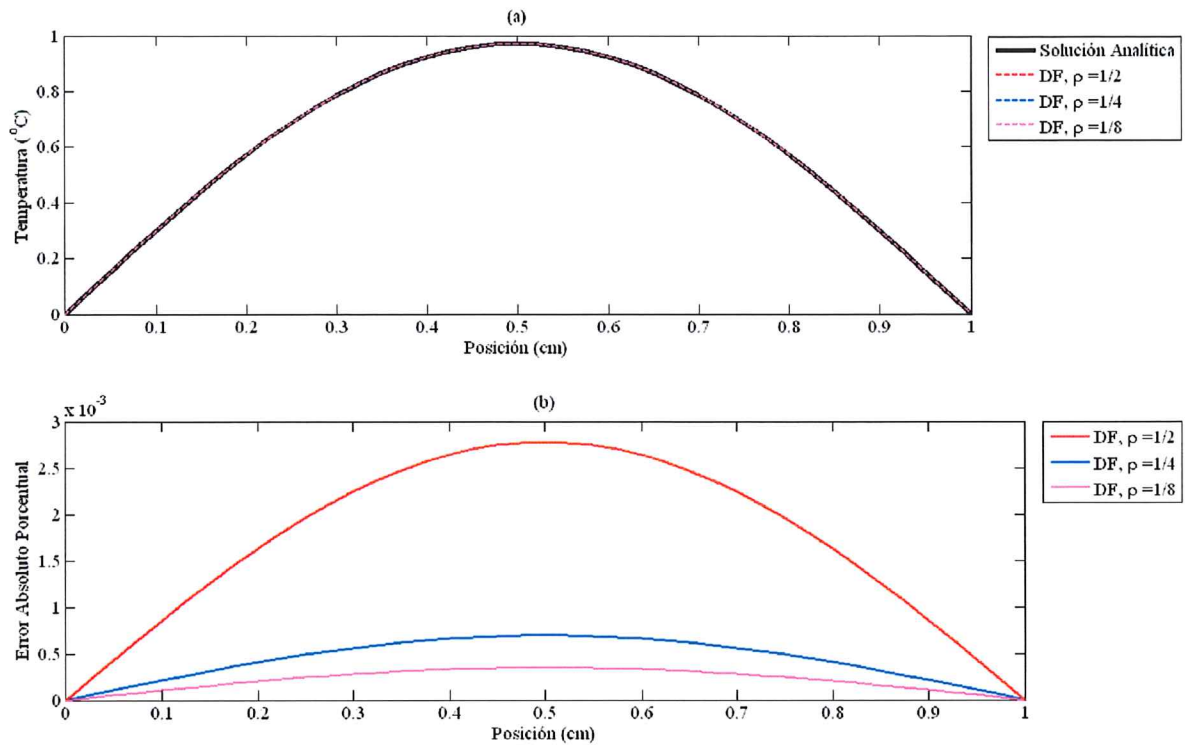 (a)
Temperatura (°C)
1
0.8
0.6
0.4
0.2
0
0 0.1 0.2 0.3 0.4 0.5 0.6 0.7 0.8 0.9 1
Posición (cm)
Solución Analítica
DF, ρ =1/2
DF, ρ =1/4
DF, ρ =1/8
(b)
x 10⁻³
Error Absoluto Porcentual
3
2.5
2
1.5
1
0.5
0
0 0.1 0.2 0.3 0.4 0.5 0.6 0.7 0.8 0.9 1
Posición (cm)
DF, ρ =1/2
DF, ρ =1/4
DF, ρ =1/8